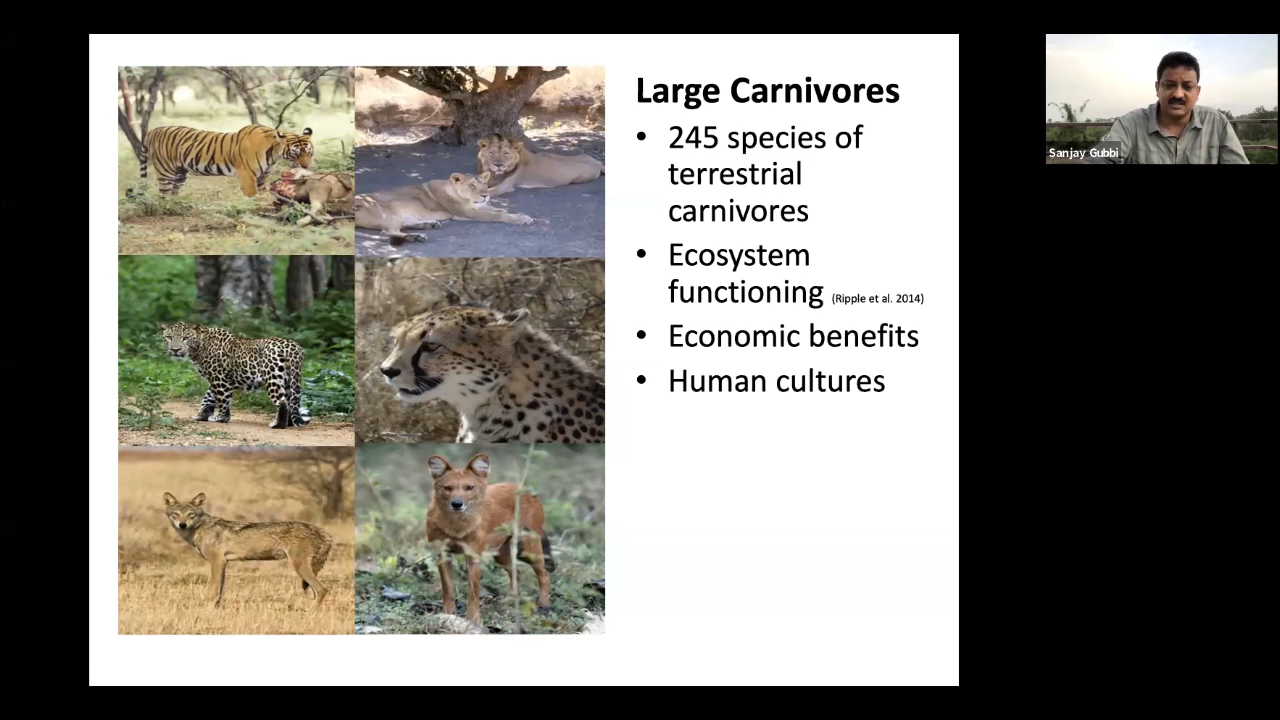 Large Carnivores
• 245 species of
terrestrial
carnivores
• Ecosystem
functioning (Ripple et al. 2014)
• Economic benefits
• Human cultures
Sanjay Gubbi